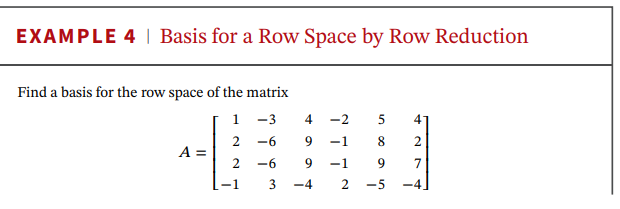 EXAMPLE 4 | Basis for a Row Space by Row Reduction
Find a basis for the row space of the matrix
1 −3 4 −2 5 4
2 −6 9 −1 8 2
A =
2 −6 9 −1 9 7
−1 3 −4 2 −5 −4